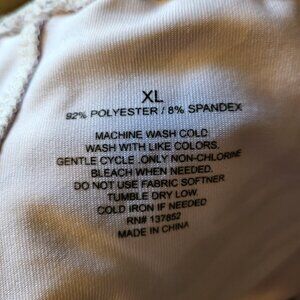 XL
92% POLYESTER / 8% SPANDEX
MACHINE WASH COLD
WASH WITH LIKE COLORS,
GENTLE CYCLE .ONLY NON-CHLORINE
BLEACH WHEN NEEDED.
DO NOT USE FABRIC SOFTNER
TUMBLE DRY LOW
COLD IRON IF NEEDED
RN# 137852
MADE IN CHINA